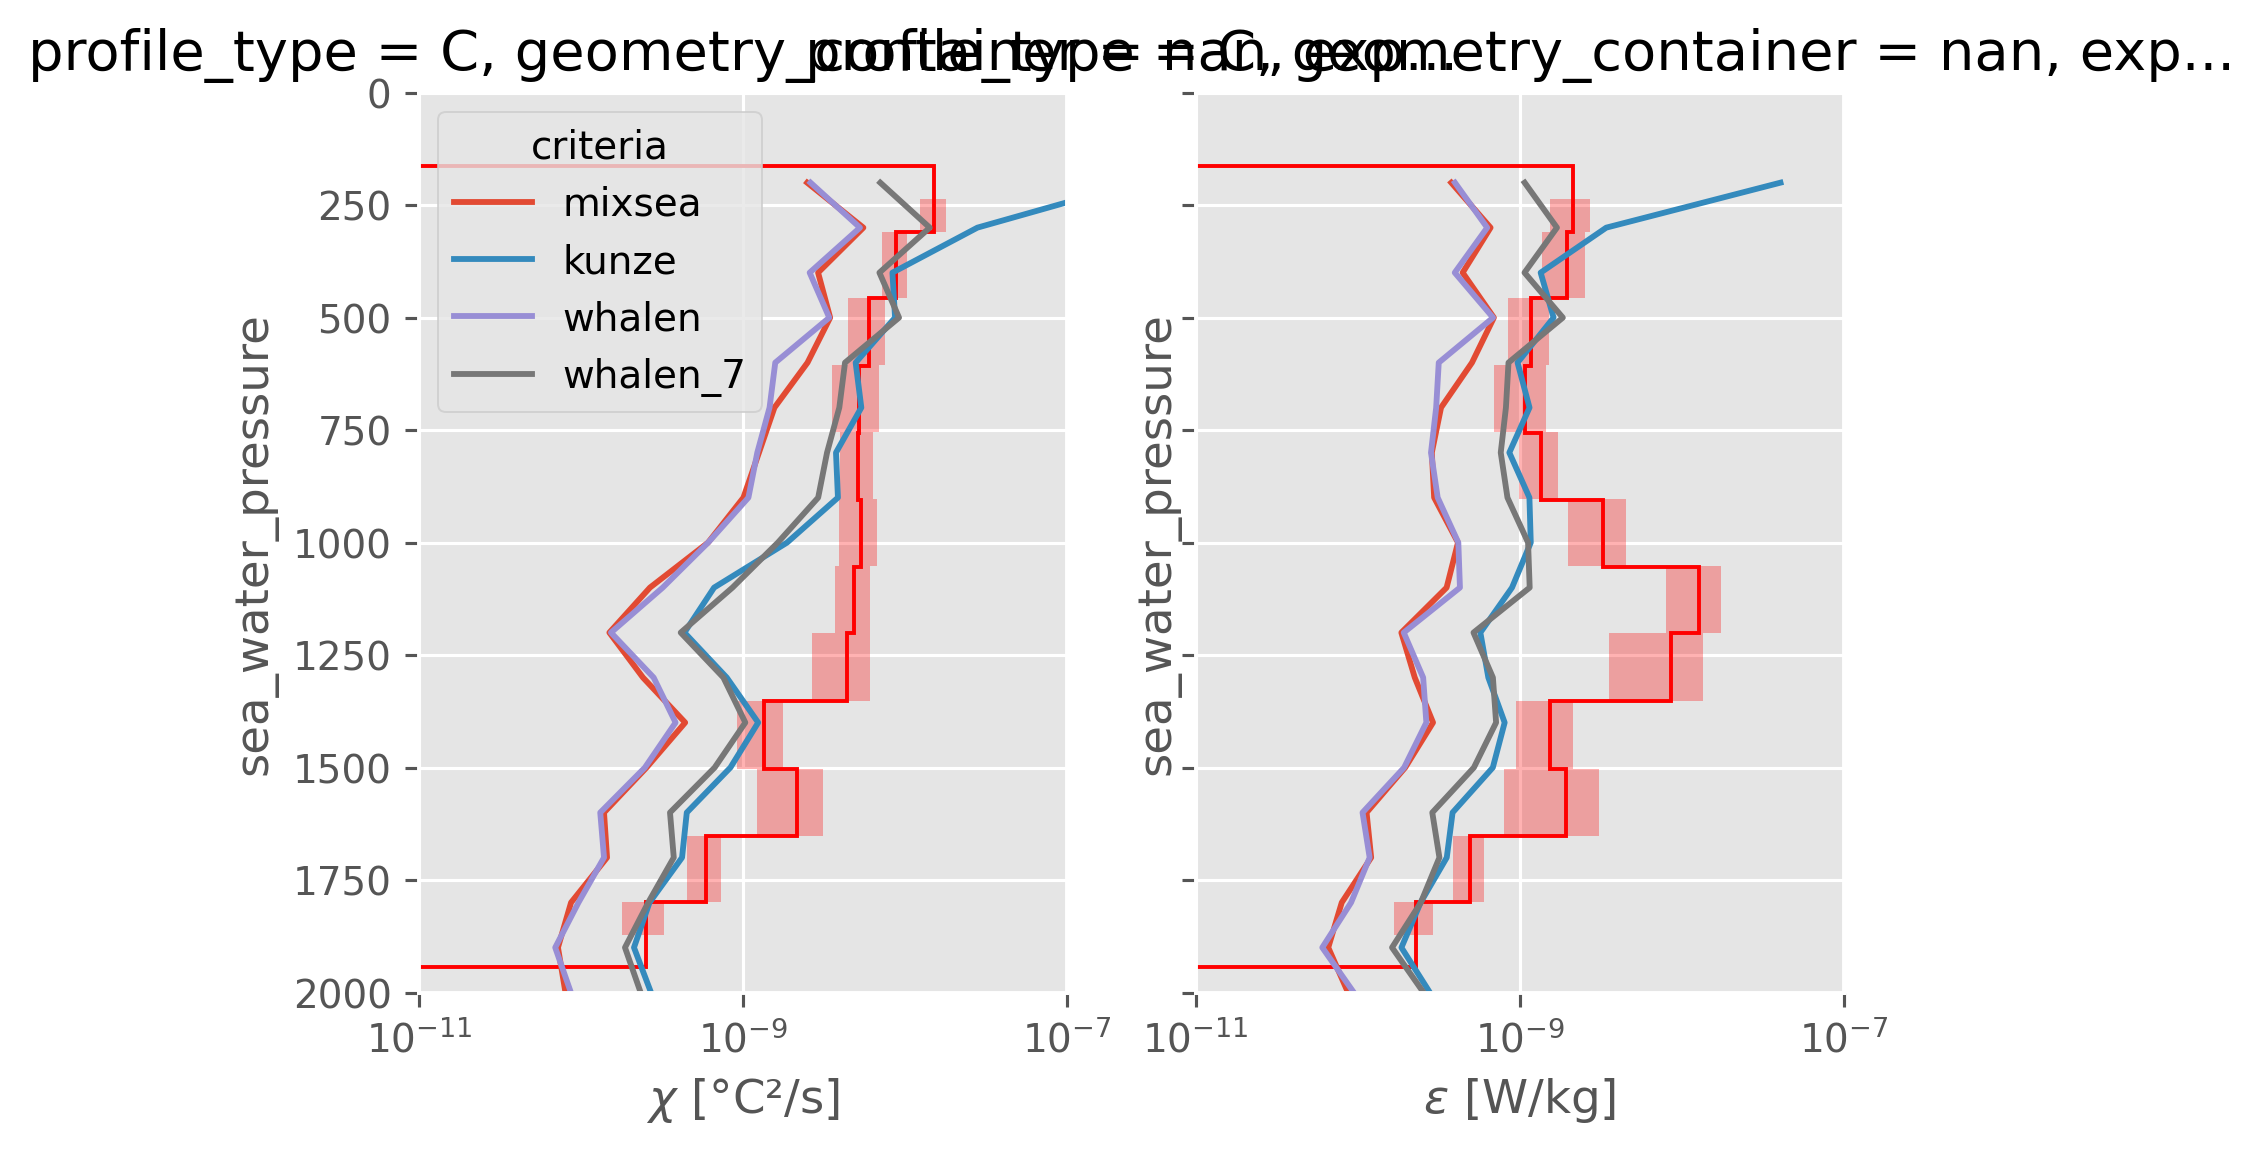 profile_type = C, geometry_container = nan, exp...
profile_type = C, geometry_container = nan, exp...
criteria
mixsea
kunze
whalen
whalen_7
sea_water_pressure
0
250
500
750
1000
1250
1500
1750
2000
10⁻¹¹
10⁻⁹
10⁻⁷
χ [°C²/s]
sea_water_pressure
10⁻¹¹
10⁻⁹
10⁻⁷
ε [W/kg]